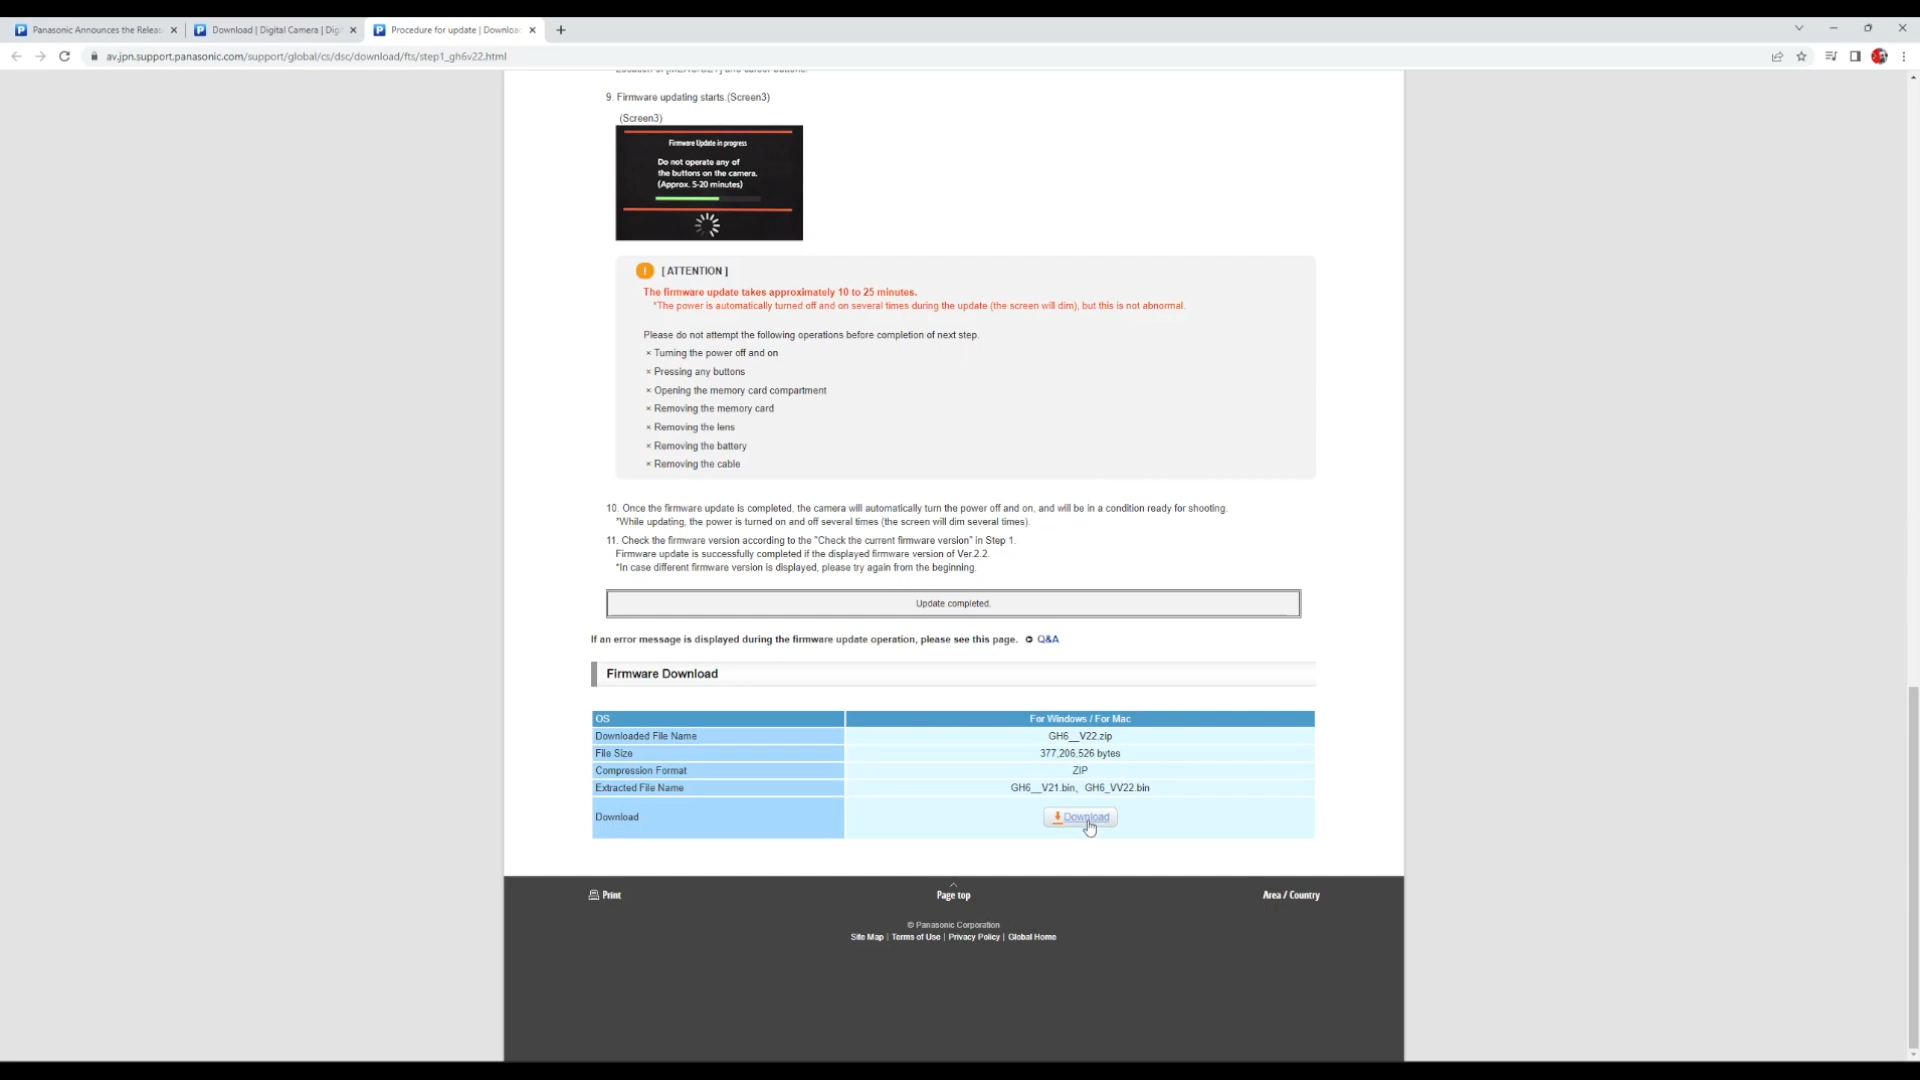 Panasonic Announces the Releas
Download | Digital Camera | Digi
Procedure for update | Download
av.jpn.support.panasonic.com/support/global/cs/dsc/download/fts/step1_gh6v22.html
9. Firmware updating starts.(Screen3)
(Screen3)
Firmware Update in progress
Do not operate any of
the buttons on the camera.
(Approx. 5-20 minutes)
! [ ATTENTION ]
The firmware update takes approximately 10 to 25 minutes.
*The power is automatically turned off and on several times during the update (the screen will dim), but this is not abnormal.
Please do not attempt the following operations before completion of next step.
× Turning the power off and on
× Pressing any buttons
× Opening the memory card compartment
× Removing the memory card
× Removing the lens
× Removing the battery
× Removing the cable
10. Once the firmware update is completed, the camera will automatically turn the power off and on, and will be in a condition ready for shooting.
*While updating, the power is turned on and off several times (the screen will dim several times).
11. Check the firmware version according to the "Check the current firmware version" in Step 1.
Firmware update is successfully completed if the displayed firmware version of Ver.2.2.
*In case different firmware version is displayed, please try again from the beginning.
Update completed.
If an error message is displayed during the firmware update operation, please see this page. Q&A
Firmware Download
OS For Windows / For Mac
Downloaded File Name GH6__V22.zip
File Size 377,206,526 bytes
Compression Format ZIP
Extracted File Name GH6__V21.bin、GH6_VV22.bin
Download Download
Print Page top Area / Country
© Panasonic Corporation
Site Map | Terms of Use | Privacy Policy | Global Home